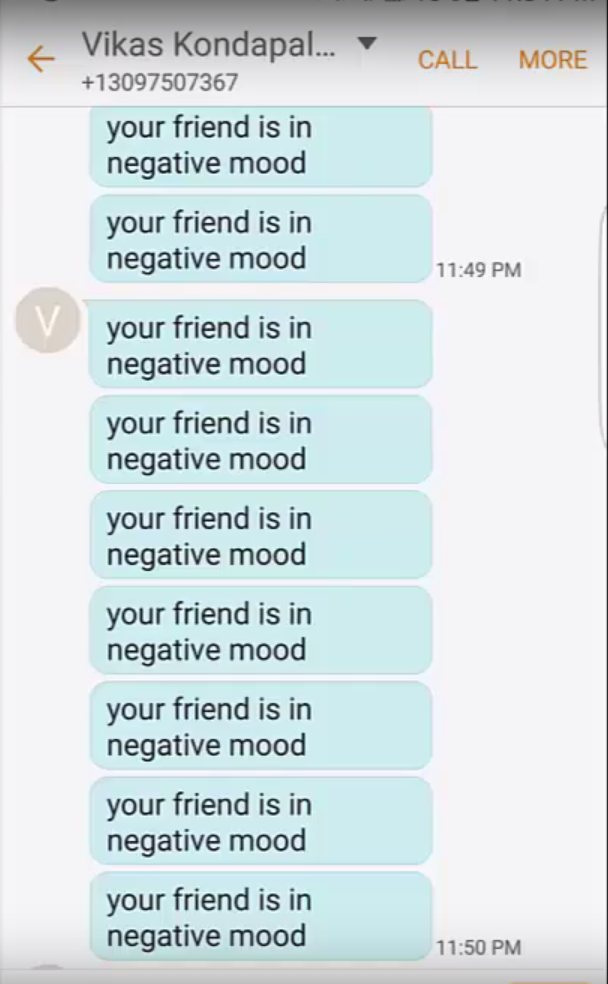 Vikas Kondapal...
+13097507367
CALL
MORE
your friend is in
negative mood
your friend is in
negative mood
11:49 PM
V
your friend is in
negative mood
your friend is in
negative mood
your friend is in
negative mood
your friend is in
negative mood
your friend is in
negative mood
your friend is in
negative mood
your friend is in
negative mood
11:50 PM